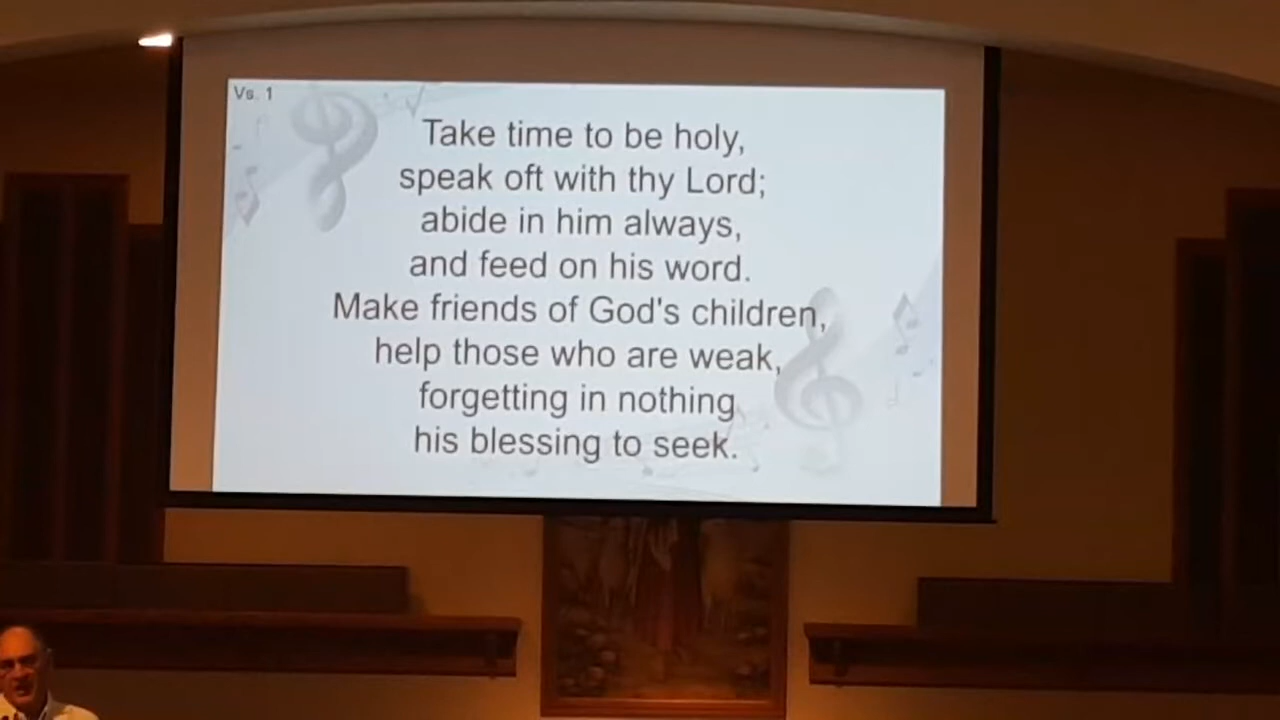 Vs. 1
Take time to be holy,
speak oft with thy Lord;
abide in him always,
and feed on his word.
Make friends of God's children,
help those who are weak,
forgetting in nothing
his blessing to seek.